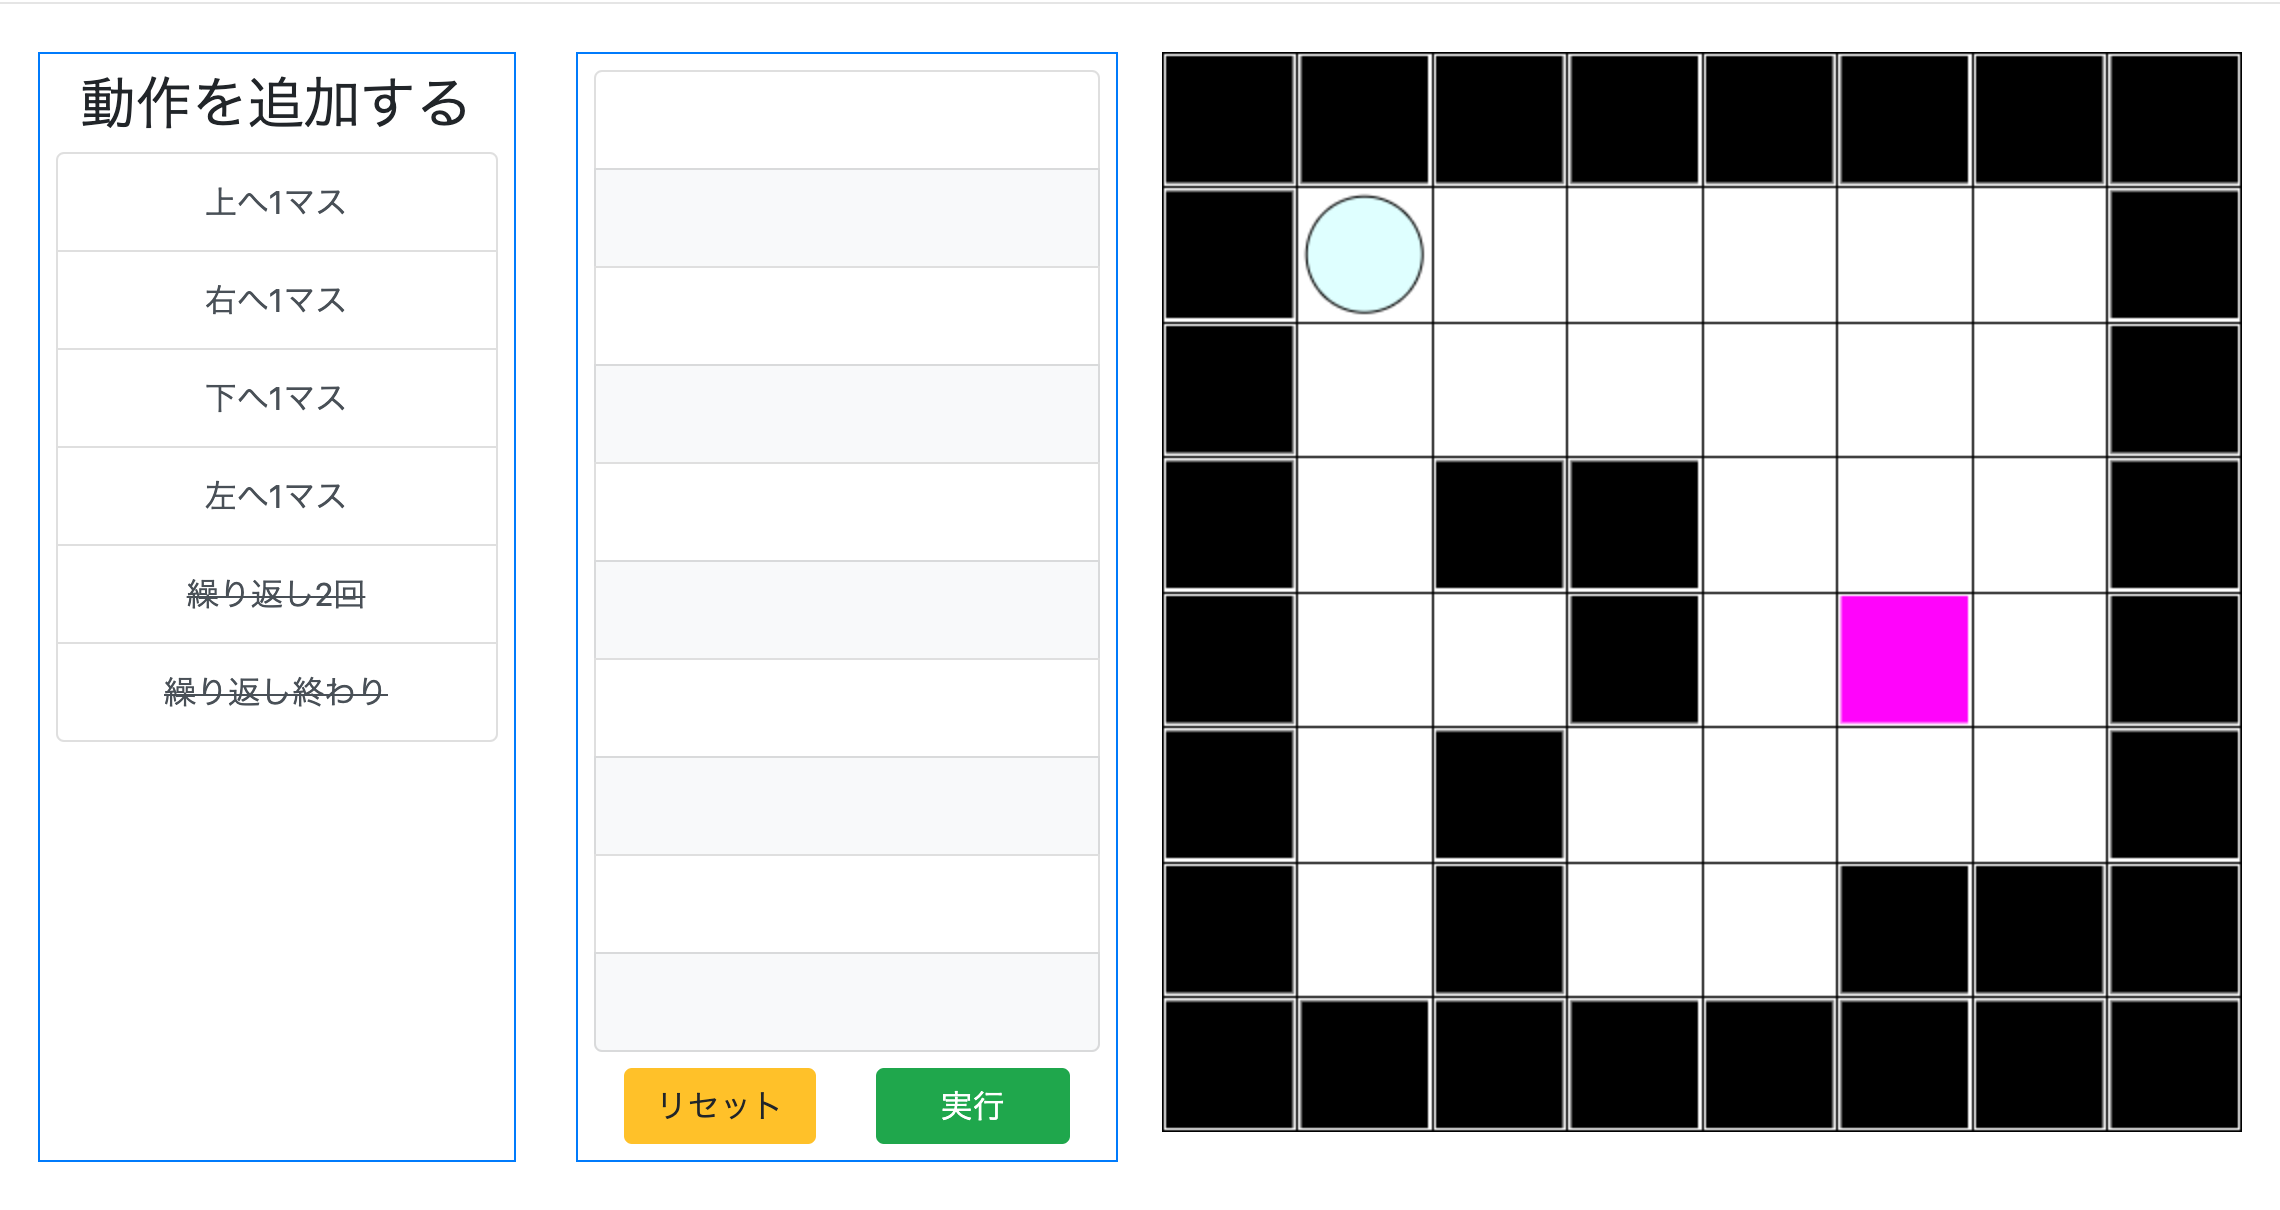 動作を追加する
上へ1マス
右へ1マス
下へ1マス
左へ1マス
繰り返し2回
繰り返し終わり
リセット
実行